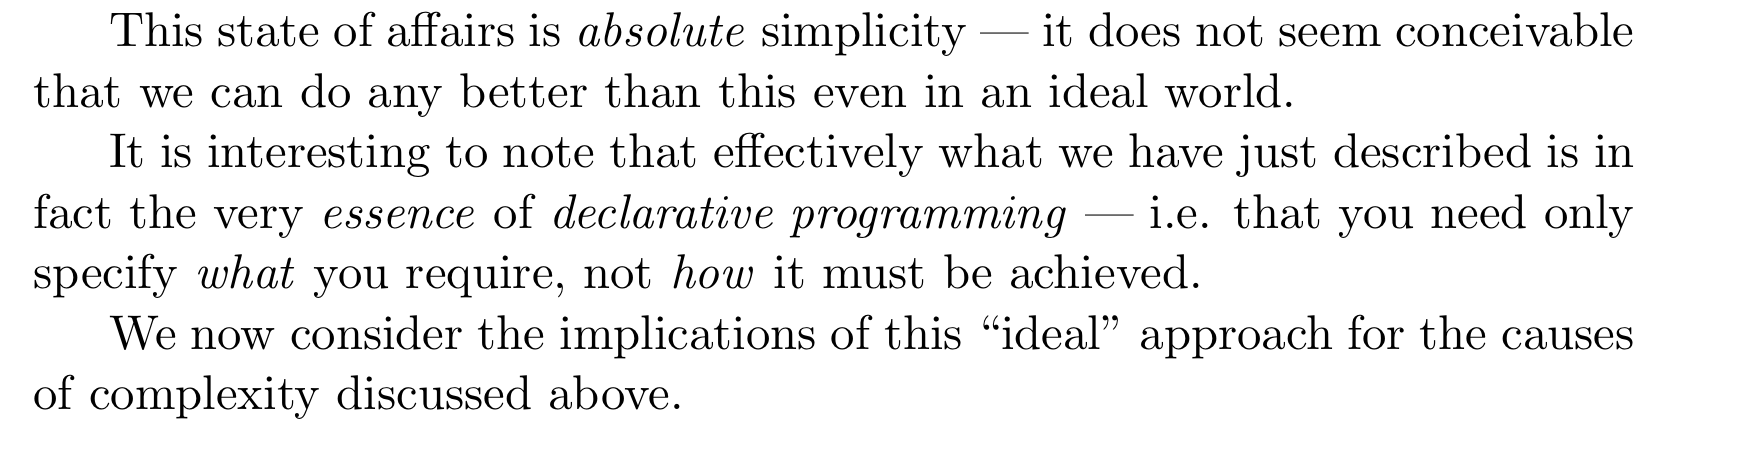 This state of affairs is absolute simplicity — it does not seem conceivable
that we can do any better than this even in an ideal world.
It is interesting to note that effectively what we have just described is in
fact the very essence of declarative programming — i.e. that you need only
specify what you require, not how it must be achieved.
We now consider the implications of this “ideal” approach for the causes
of complexity discussed above.